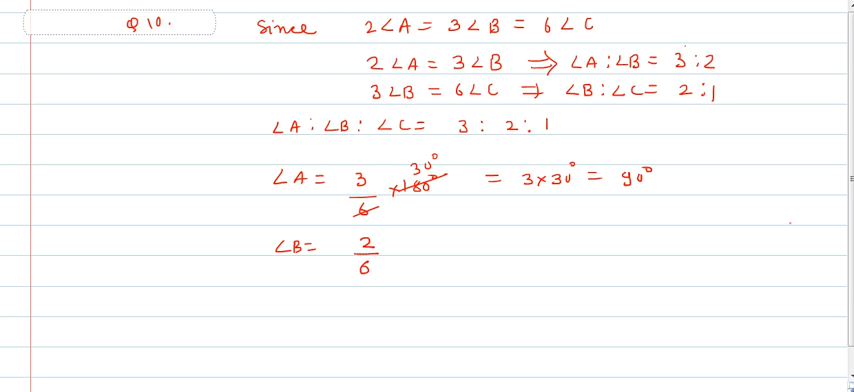 Q 10.
Since 2∠A = 3∠B = 6∠C
2∠A = 3∠B ⇒ ∠A:∠B = 3:2
3∠B = 6∠C ⇒ ∠B:∠C = 2:1
∠A:∠B:∠C = 3:2:1
∠A = 3/6 × 180° 30° = 3×30° = 90°
∠B = 2/6